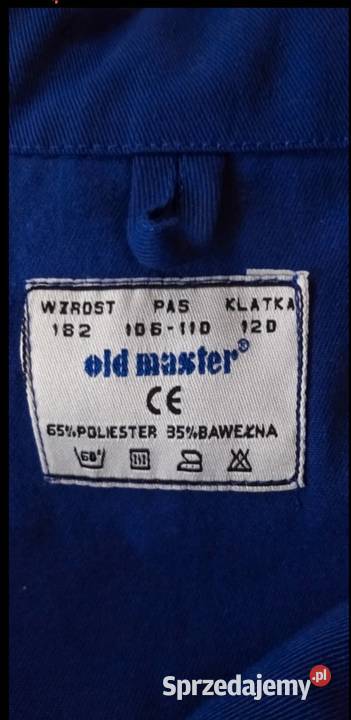 WZROST PAS KLATKA
182 106-110 120
old master®
CE
65%POLIESTER 35%BAWEŁNA
60°
Sprzedajemy.pl